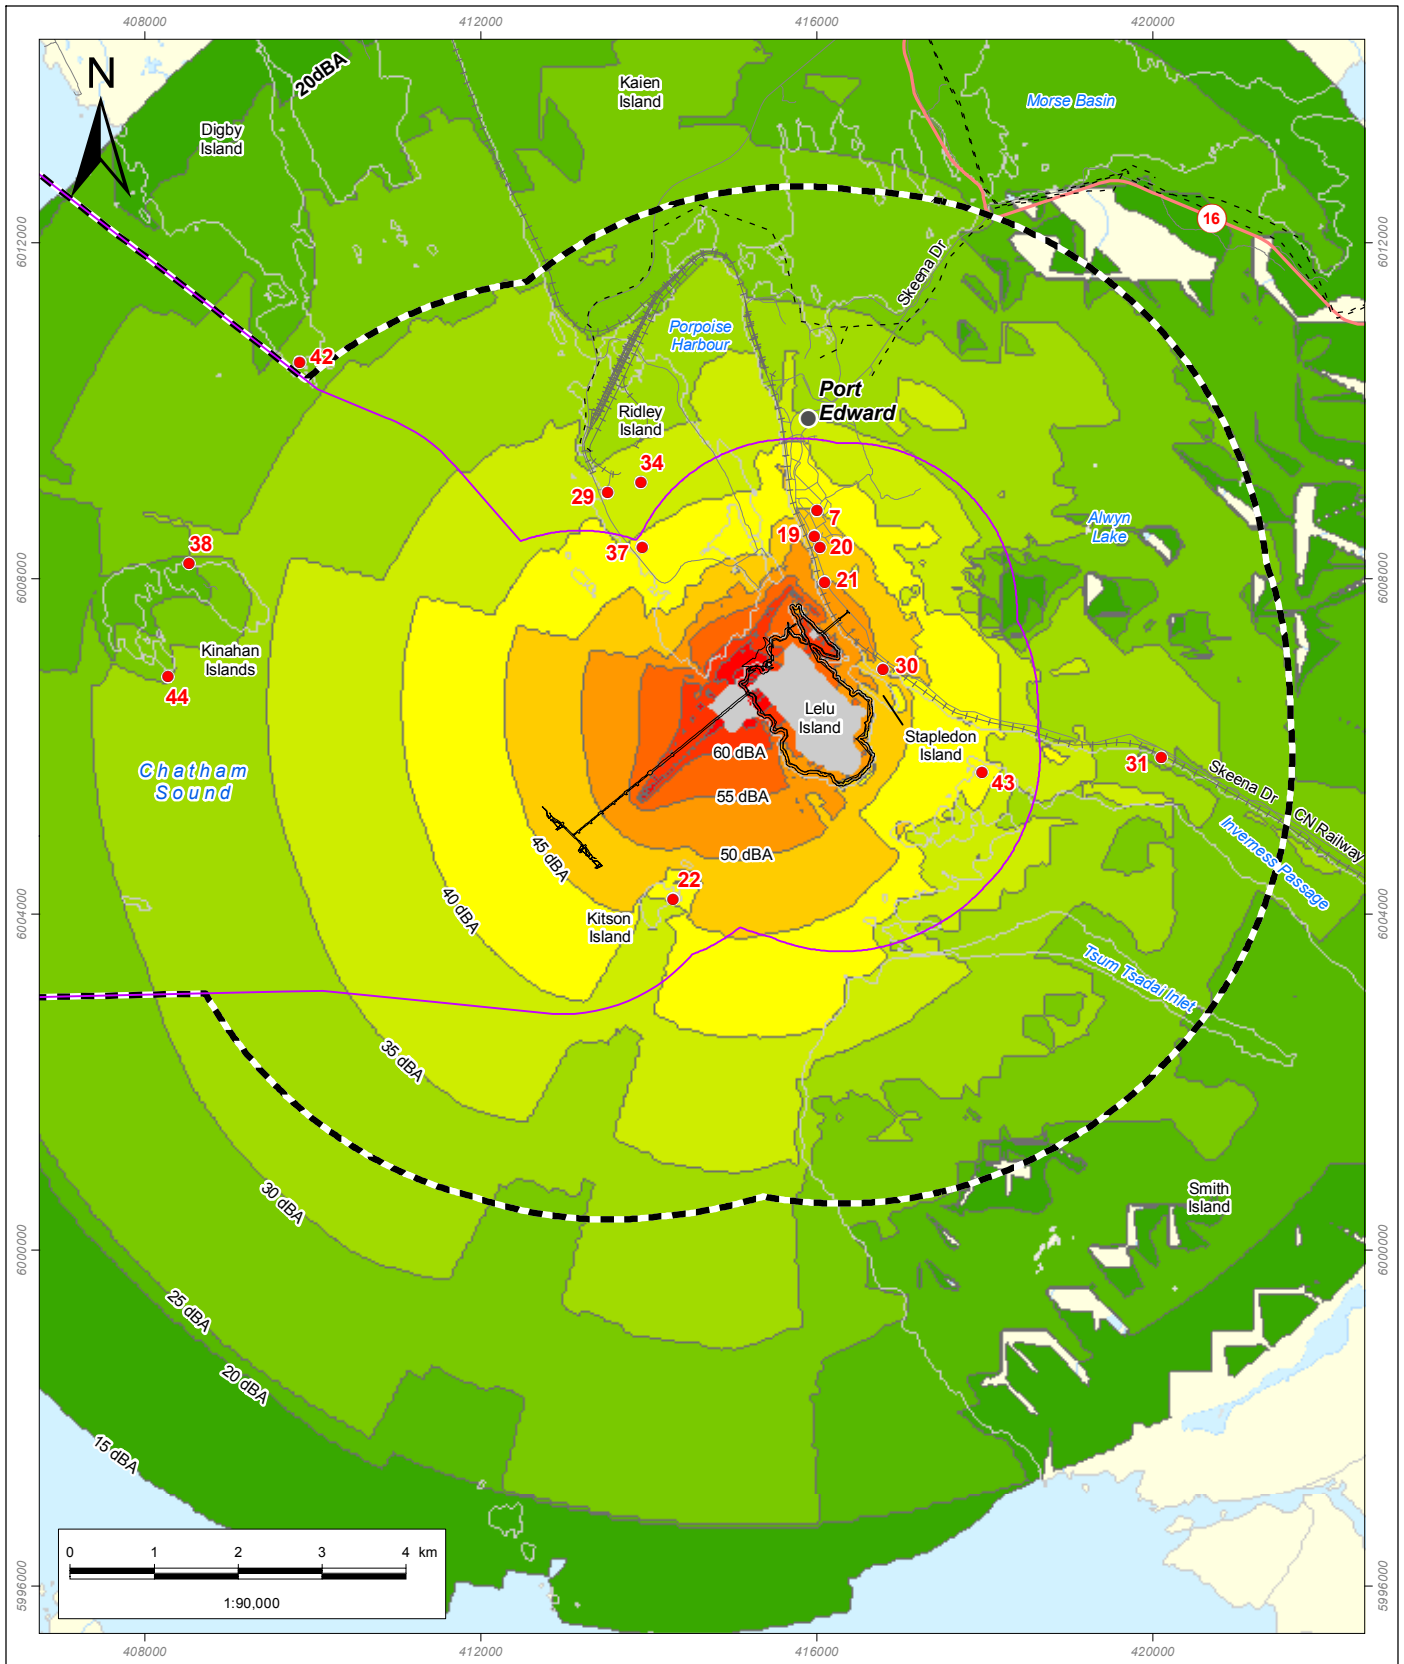 408000
412000
416000
420000
N
20dBA
Kaien
Island
Morse Basin
Digby
Island
6012000
6012000
16
Skeena Dr
Porpoise
Harbour
42
Port
Edward
Ridley
Island
34
29
7
19
20
Alwyn
Lake
37
38
21
6008000
6008000
Kinahan
Islands
30
44
Lelu
Island
Stapledon
Island
60 dBA
31
Skeena Dr
Chatham
Sound
43
55 dBA
CN Railway
Inverness Passage
45 dBA
50 dBA
22
40 dBA
6004000
6004000
Kitson
Island
Tsum Tsadai Inlet
35 dBA
30 dBA
Smith
Island
6000000
6000000
25 dBA
20 dBA
15 dBA
0 1 2 3 4 km
1:90,000
5996000
5996000
408000
412000
416000
420000